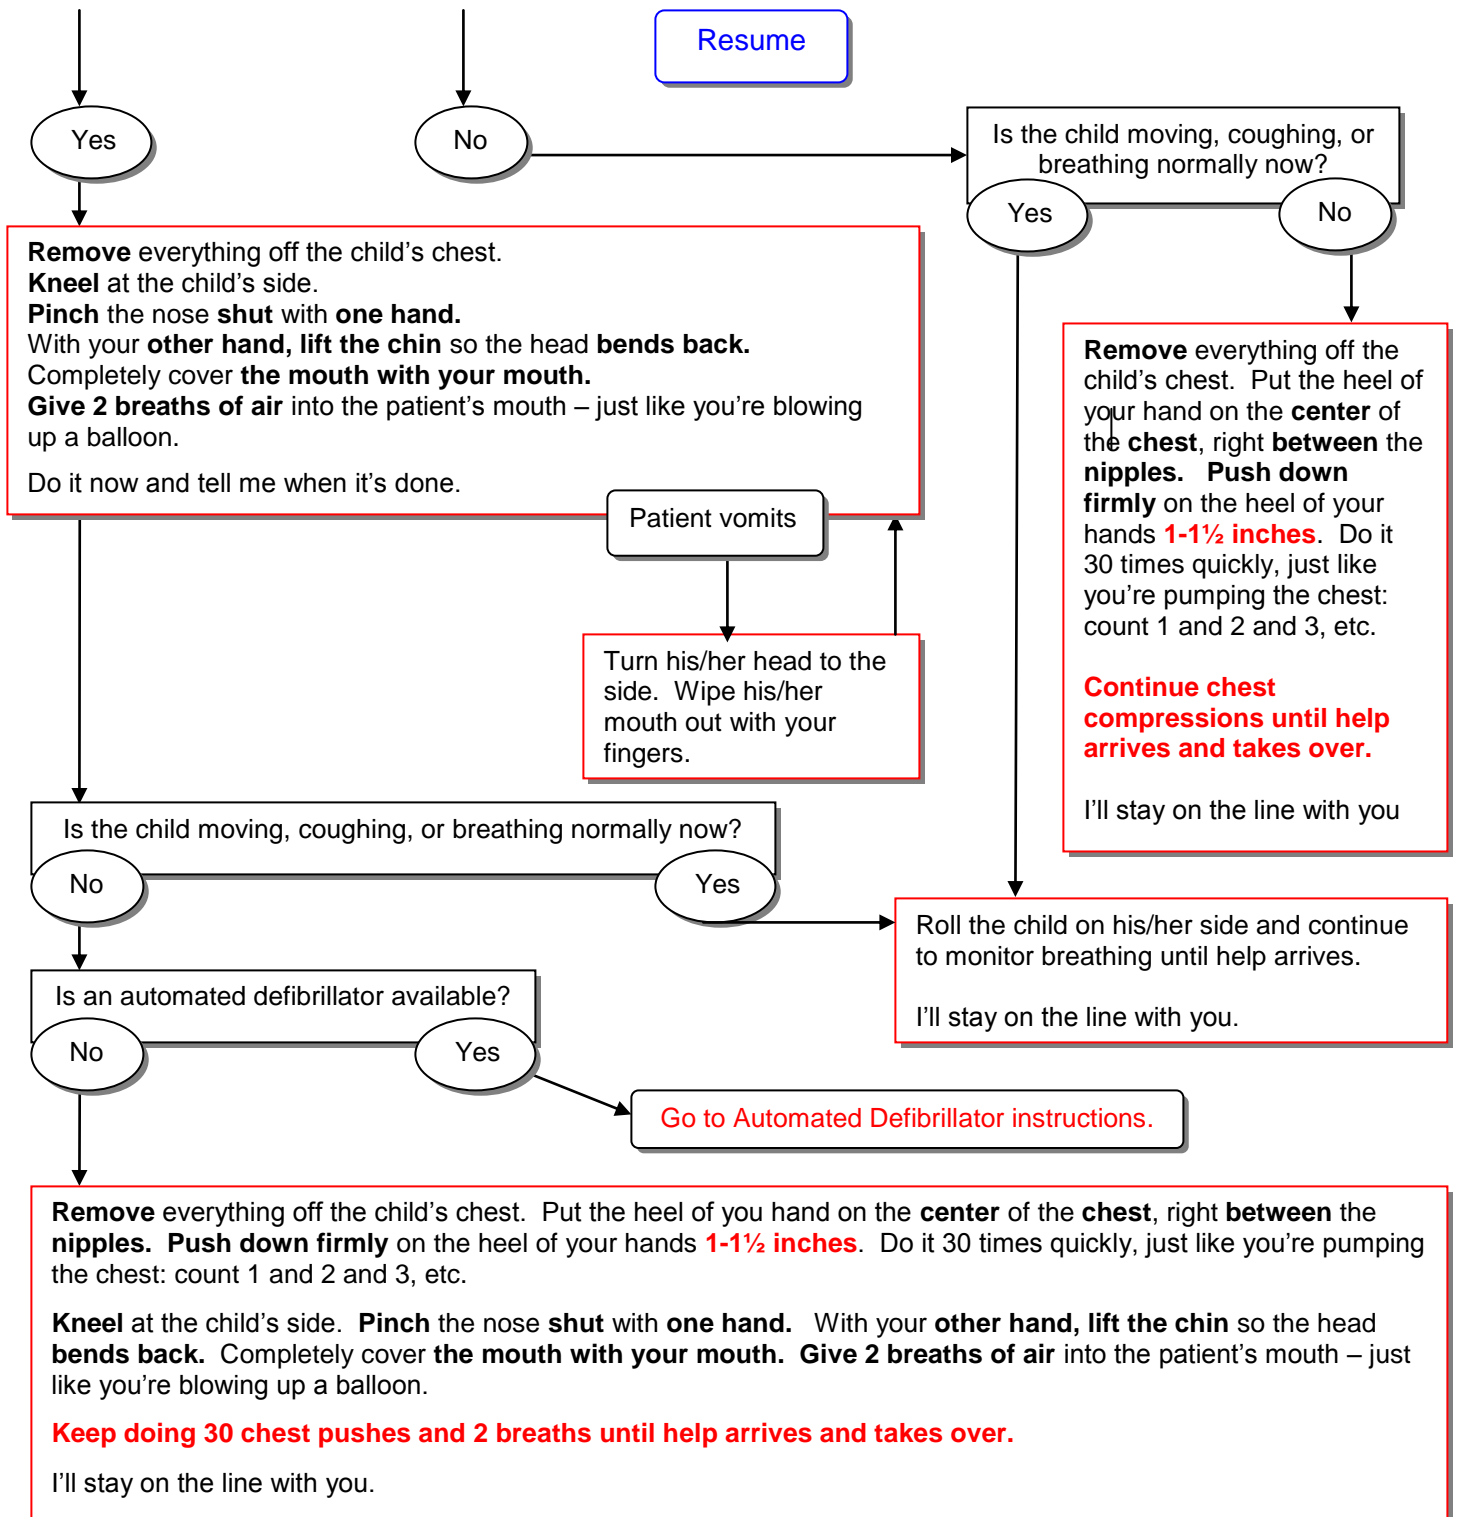 Resume
Yes
No
Is the child moving, coughing, or
breathing normally now?
Yes
No
Remove everything off the child’s chest.
Kneel at the child’s side.
Pinch the nose shut with one hand.
With your other hand, lift the chin so the head bends back.
Completely cover the mouth with your mouth.
Give 2 breaths of air into the patient’s mouth – just like you’re blowing
up a balloon.
Do it now and tell me when it’s done.
Remove everything off the
child’s chest.  Put the heel of
your hand on the center of
the chest, right between the
nipples.   Push down
firmly on the heel of your
hands 1-1½ inches.  Do it
30 times quickly, just like
you’re pumping the chest:
count 1 and 2 and 3, etc.
Continue chest
compressions until help
arrives and takes over.
I’ll stay on the line with you
Patient vomits
Turn his/her head to the
side.  Wipe his/her
mouth out with your
fingers.
Is the child moving, coughing, or breathing normally now?
No
Yes
Roll the child on his/her side and continue
to monitor breathing until help arrives.
I'll stay on the line with you.
Is an automated defibrillator available?
No
Yes
Go to Automated Defibrillator instructions.
Remove everything off the child’s chest.  Put the heel of you hand on the center of the chest, right between the
nipples.  Push down firmly on the heel of your hands 1-1½ inches.  Do it 30 times quickly, just like you’re pumping
the chest: count 1 and 2 and 3, etc.
Kneel at the child’s side.  Pinch the nose shut with one hand.   With your other hand, lift the chin so the head
bends back.  Completely cover the mouth with your mouth.  Give 2 breaths of air into the patient’s mouth – just
like you’re blowing up a balloon.
Keep doing 30 chest pushes and 2 breaths until help arrives and takes over.
I’ll stay on the line with you.